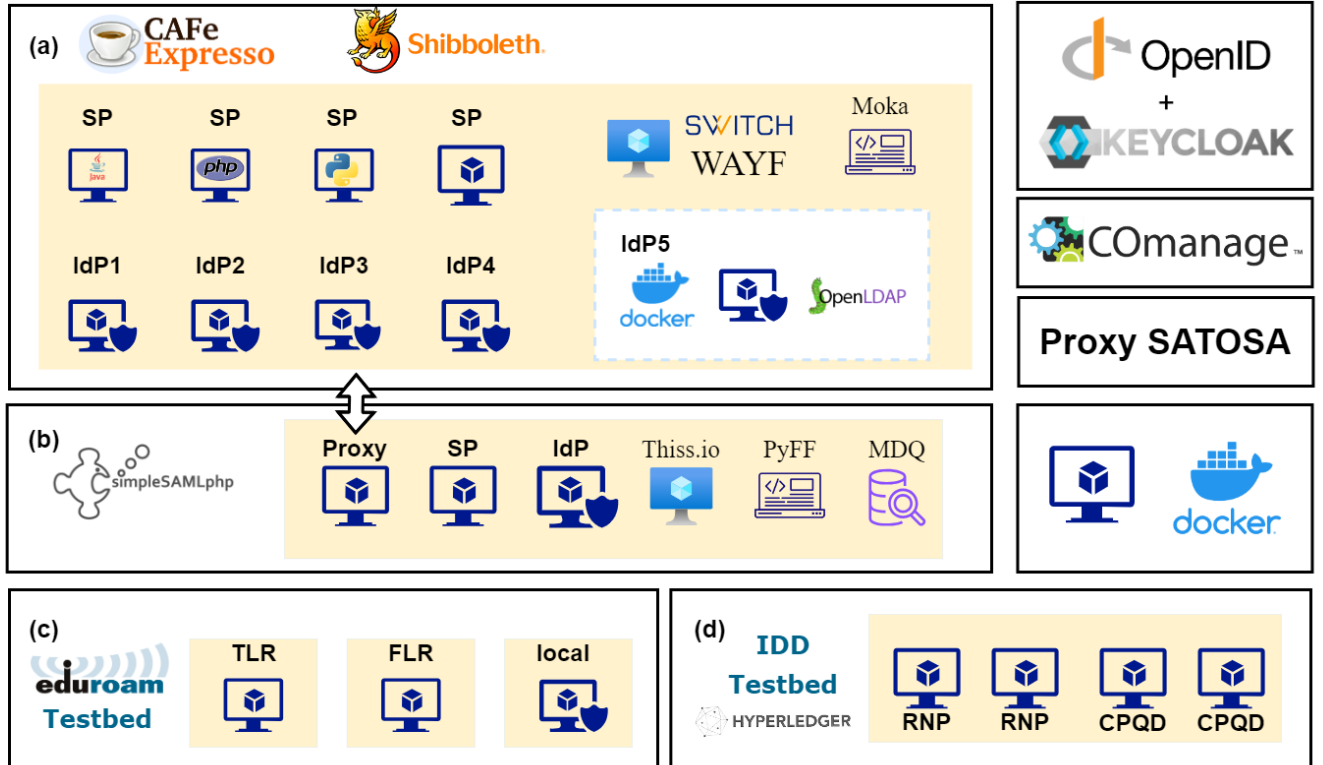 (a)
CAFe
Expresso
Shibboleth.
SP SP SP SP
Java php
SWITCH
WAYF
Moka
</>
IdP1 IdP2 IdP3 IdP4
IdP5
docker
OpenLDAP
OpenID
+
KEYCLOAK
COmanage™
Proxy SATOSA
(b)
simpleSAMLphp
Proxy SP IdP Thiss.io PyFF MDQ
</>
docker
(c)
eduroam
Testbed
TLR FLR local
(d)
IDD
Testbed
HYPERLEDGER
RNP RNP CPQD CPQD